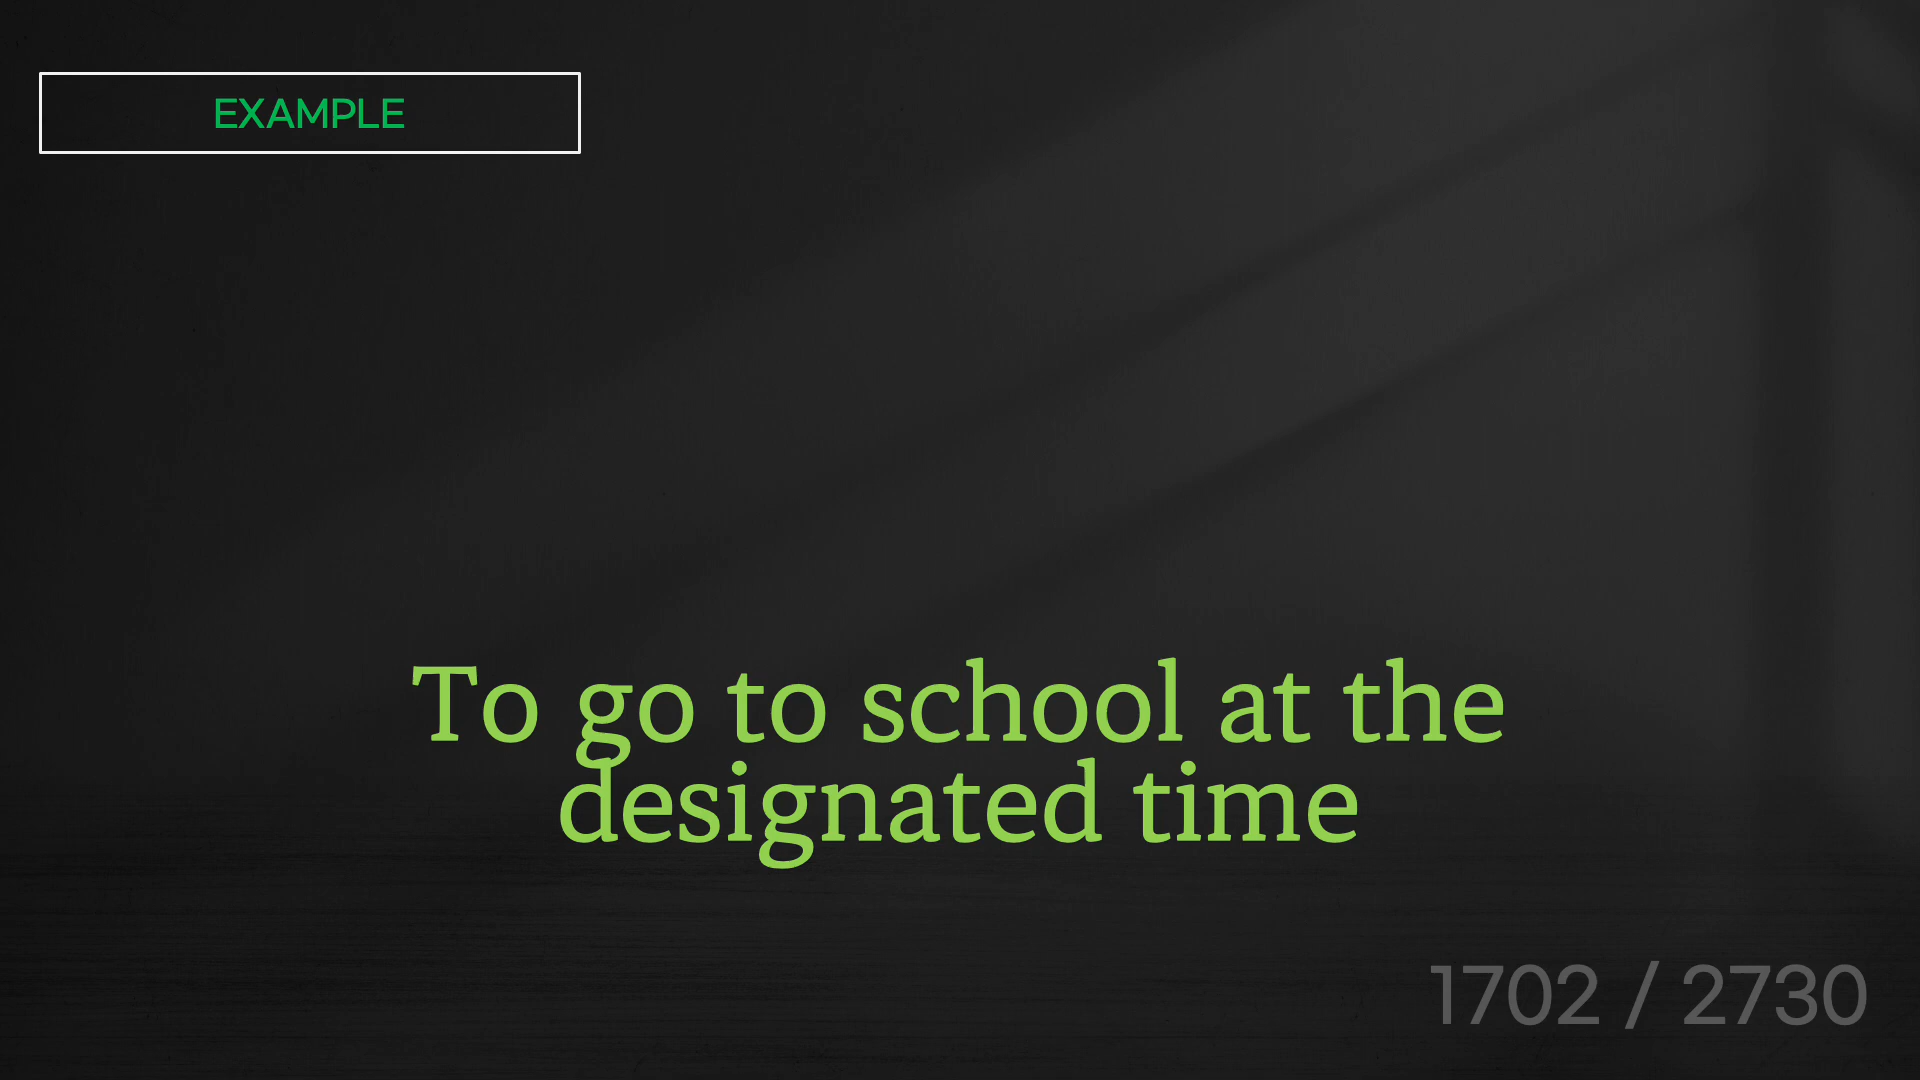 EXAMPLE
To go to school at the
designated time
1702 / 2730